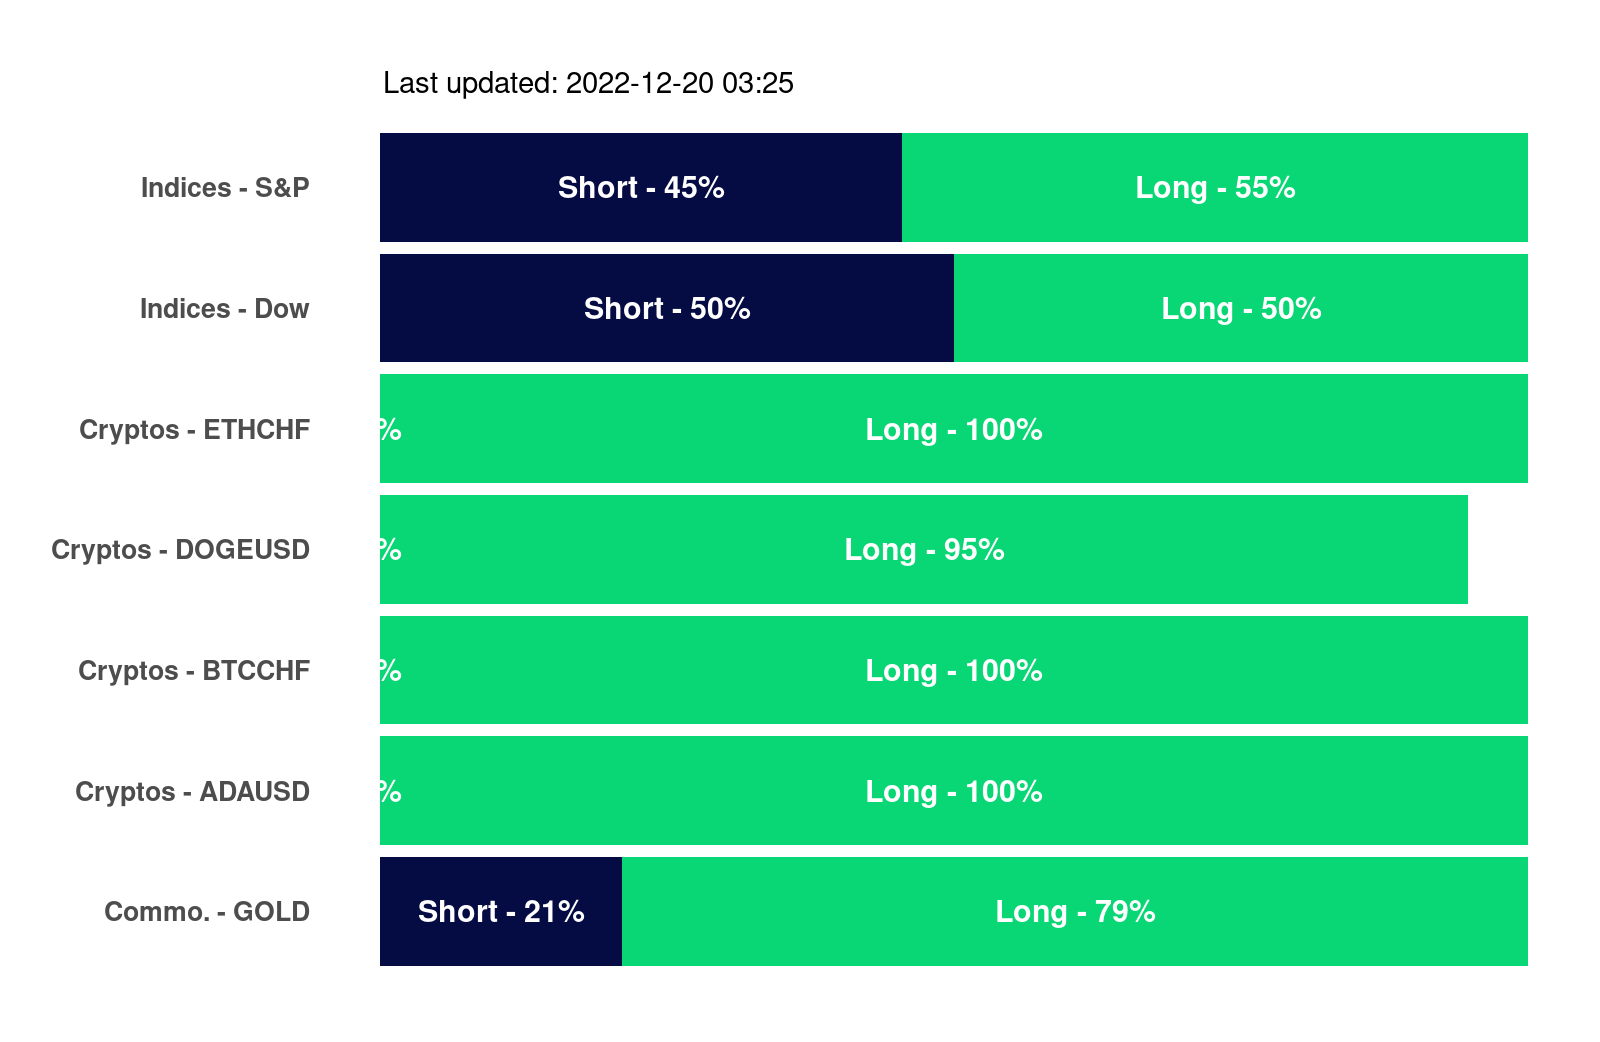 Last updated: 2022-12-20 03:25
Indices - S&P Short - 45% Long - 55%
Indices - Dow Short - 50% Long - 50%
Cryptos - ETHCHF % Long - 100%
Cryptos - DOGEUSD % Long - 95%
Cryptos - BTCCHF % Long - 100%
Cryptos - ADAUSD % Long - 100%
Commo. - GOLD Short - 21% Long - 79%